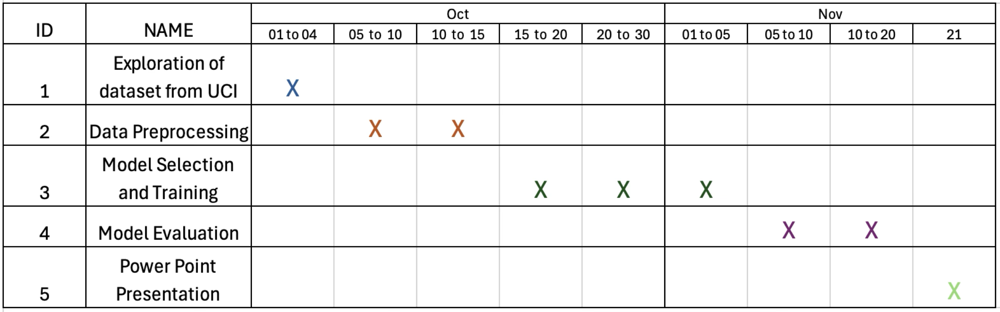 ID NAME Oct Nov
01 to 04 05 to 10 10 to 15 15 to 20 20 to 30 01 to 05 05 to 10 10 to 20 21
Exploration of
1 dataset from UCI X
2 Data Preprocessing X X
Model Selection
3 and Training X X X
4 Model Evaluation X X
Power Point
5 Presentation X